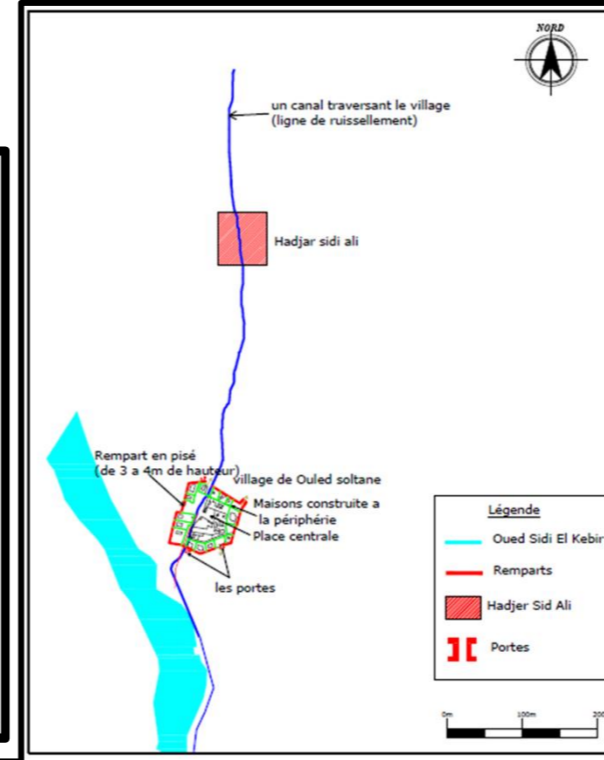 NORD
un canal traversant le village
(ligne de ruissellement)
Hadjar sidi ali
Rempart en pisé
(de 3 a 4m de hauteur)
village de Ouled soltane
Maisons construite a
la périphérie
Place centrale
les portes
Légende
Oued Sidi El Kebir
Remparts
Hadjer Sid Ali
Portes
0m 100m 200